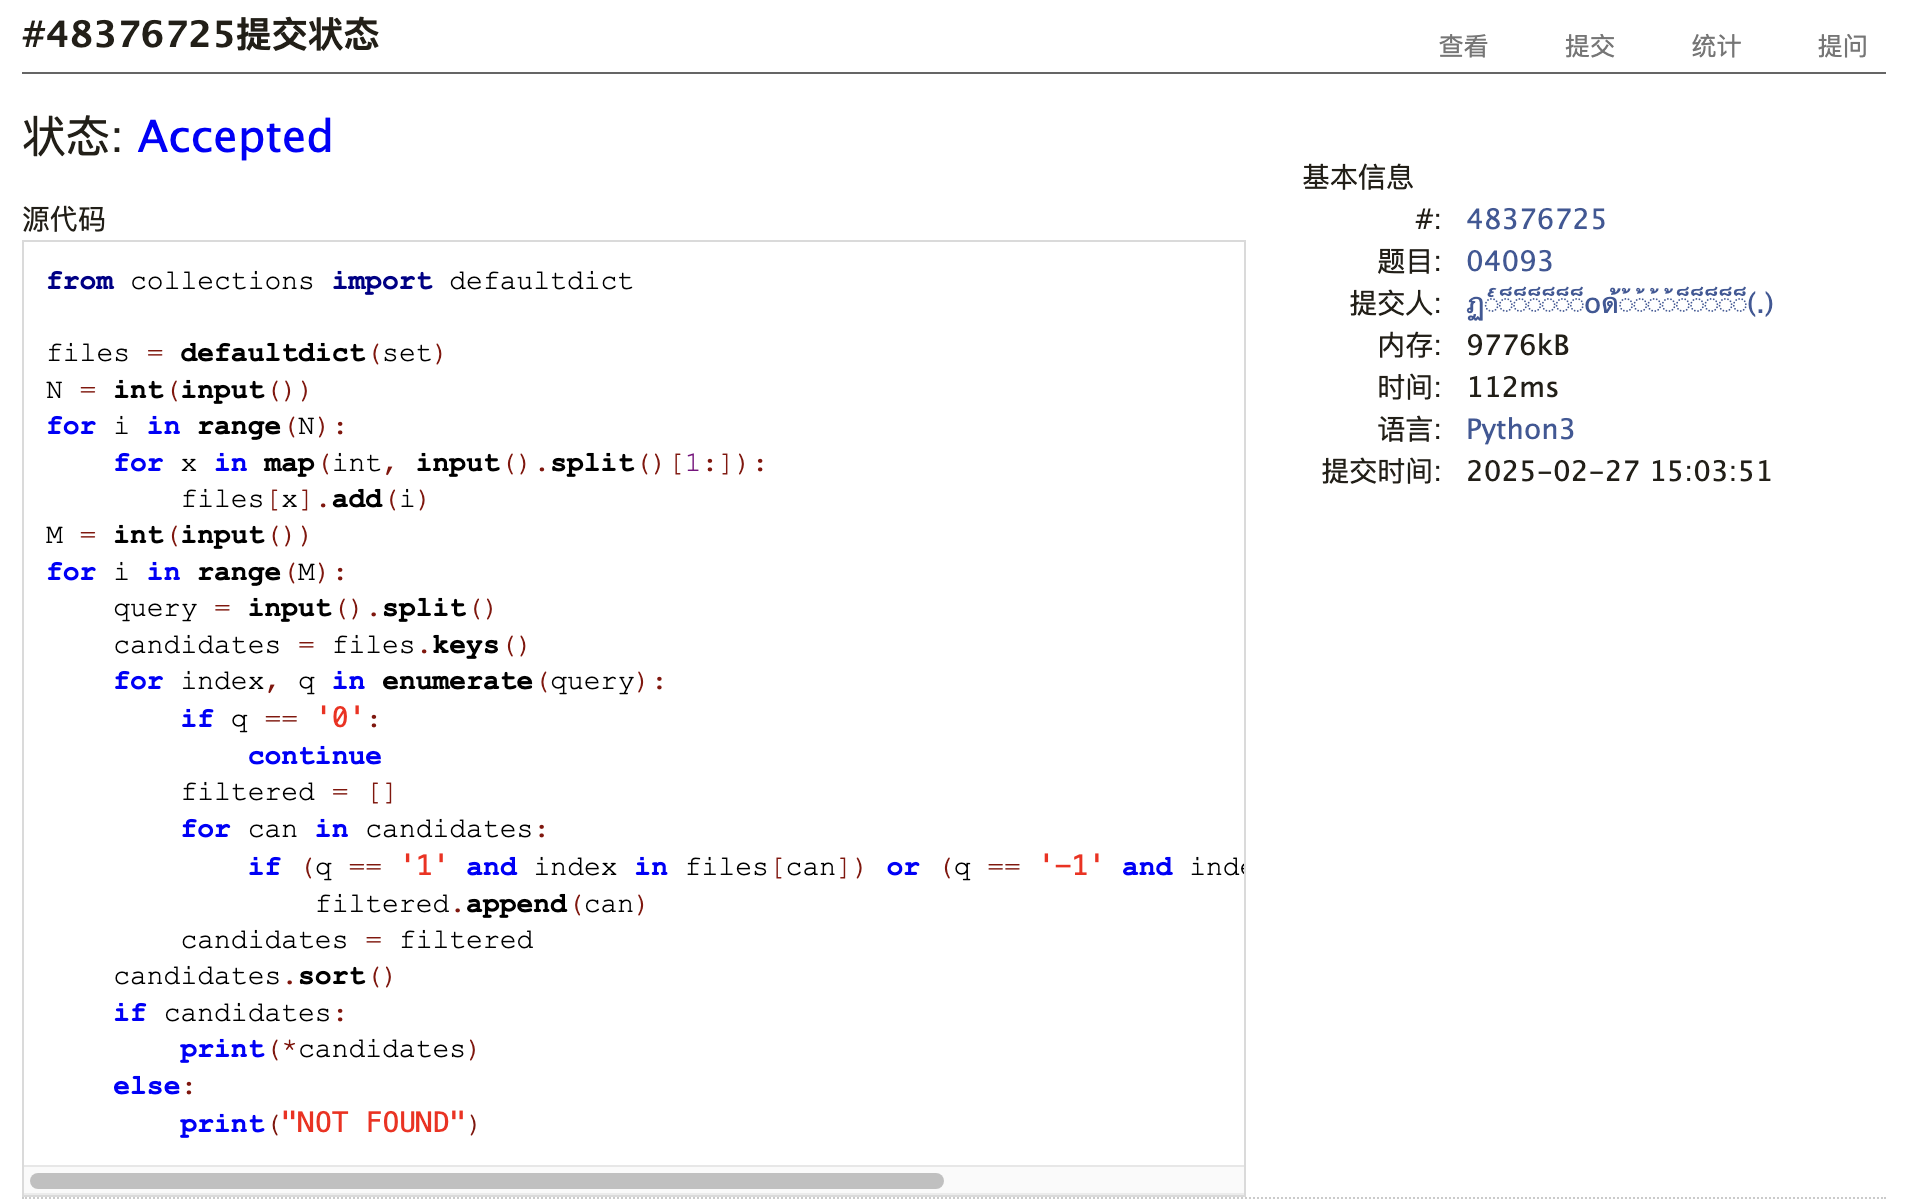 #48376725提交状态
查看 提交 统计 提问
状态: Accepted
源代码
from collections import defaultdict
files = defaultdict(set)
N = int(input())
for i in range(N):
    for x in map(int, input().split()[1:]):
        files[x].add(i)
M = int(input())
for i in range(M):
    query = input().split()
    candidates = files.keys()
    for index, q in enumerate(query):
        if q == '0':
            continue
        filtered = []
        for can in candidates:
            if (q == '1' and index in files[can]) or (q == '-1' and
                filtered.append(can)
        candidates = filtered
    candidates.sort()
    if candidates:
        print(*candidates)
    else:
        print("NOT FOUND")
基本信息
#: 48376725
题目: 04093
提交人:
内存: 9776kB
时间: 112ms
语言: Python3
提交时间: 2025-02-27 15:03:51